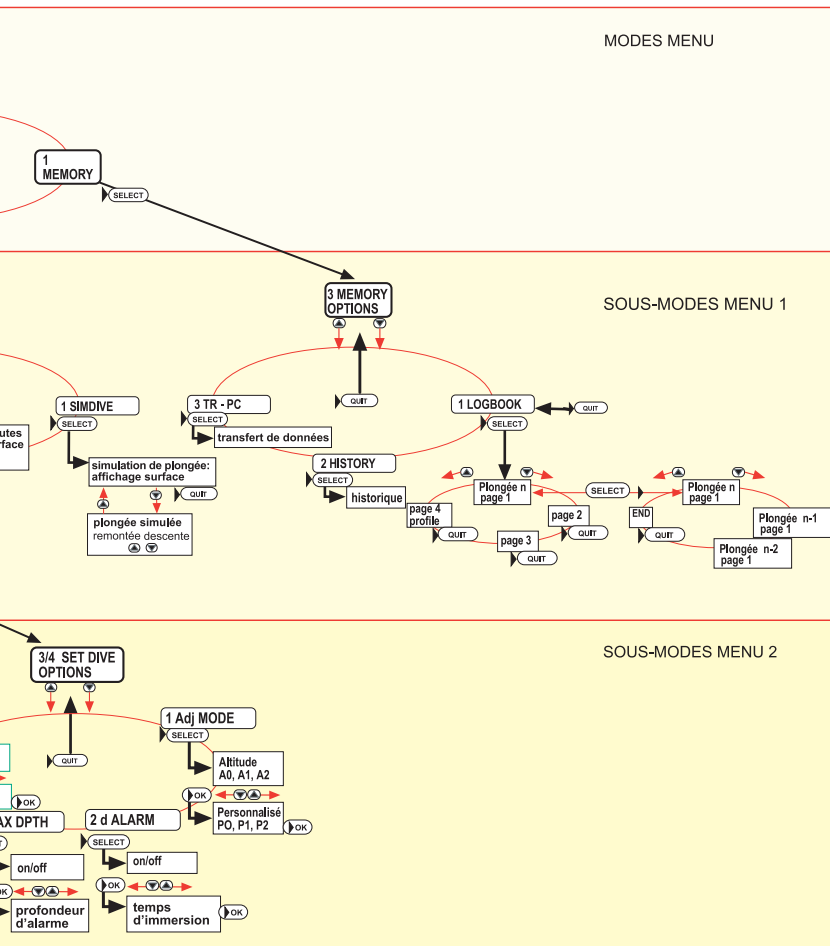 MODES MENU
1
MEMORY
SELECT
3 MEMORY
OPTIONS
SOUS-MODES MENU 1
QUIT
1 SIMDIVE
SELECT
utes
rface
simulation de plongée:
affichage surface
QUIT
plongée simulée
remontée descente
3 TR - PC
SELECT
transfert de données
2 HISTORY
SELECT
historique
1 LOGBOOK
QUIT
SELECT
Plongée n
page 1
page 4
profile
QUIT
page 3
QUIT
page 2
QUIT
SELECT
Plongée n
page 1
END
QUIT
Plongée n-1
page 1
Plongée n-2
page 1
3/4 SET DIVE
OPTIONS
SOUS-MODES MENU 2
QUIT
1 Adj MODE
SELECT
Altitude
A0, A1, A2
OK
Personnalisé
PO, P1, P2
OK
OK
AX DPTH
T
on/off
OK
profondeur
d'alarme
2 d ALARM
SELECT
on/off
OK
temps
d'immersion
OK